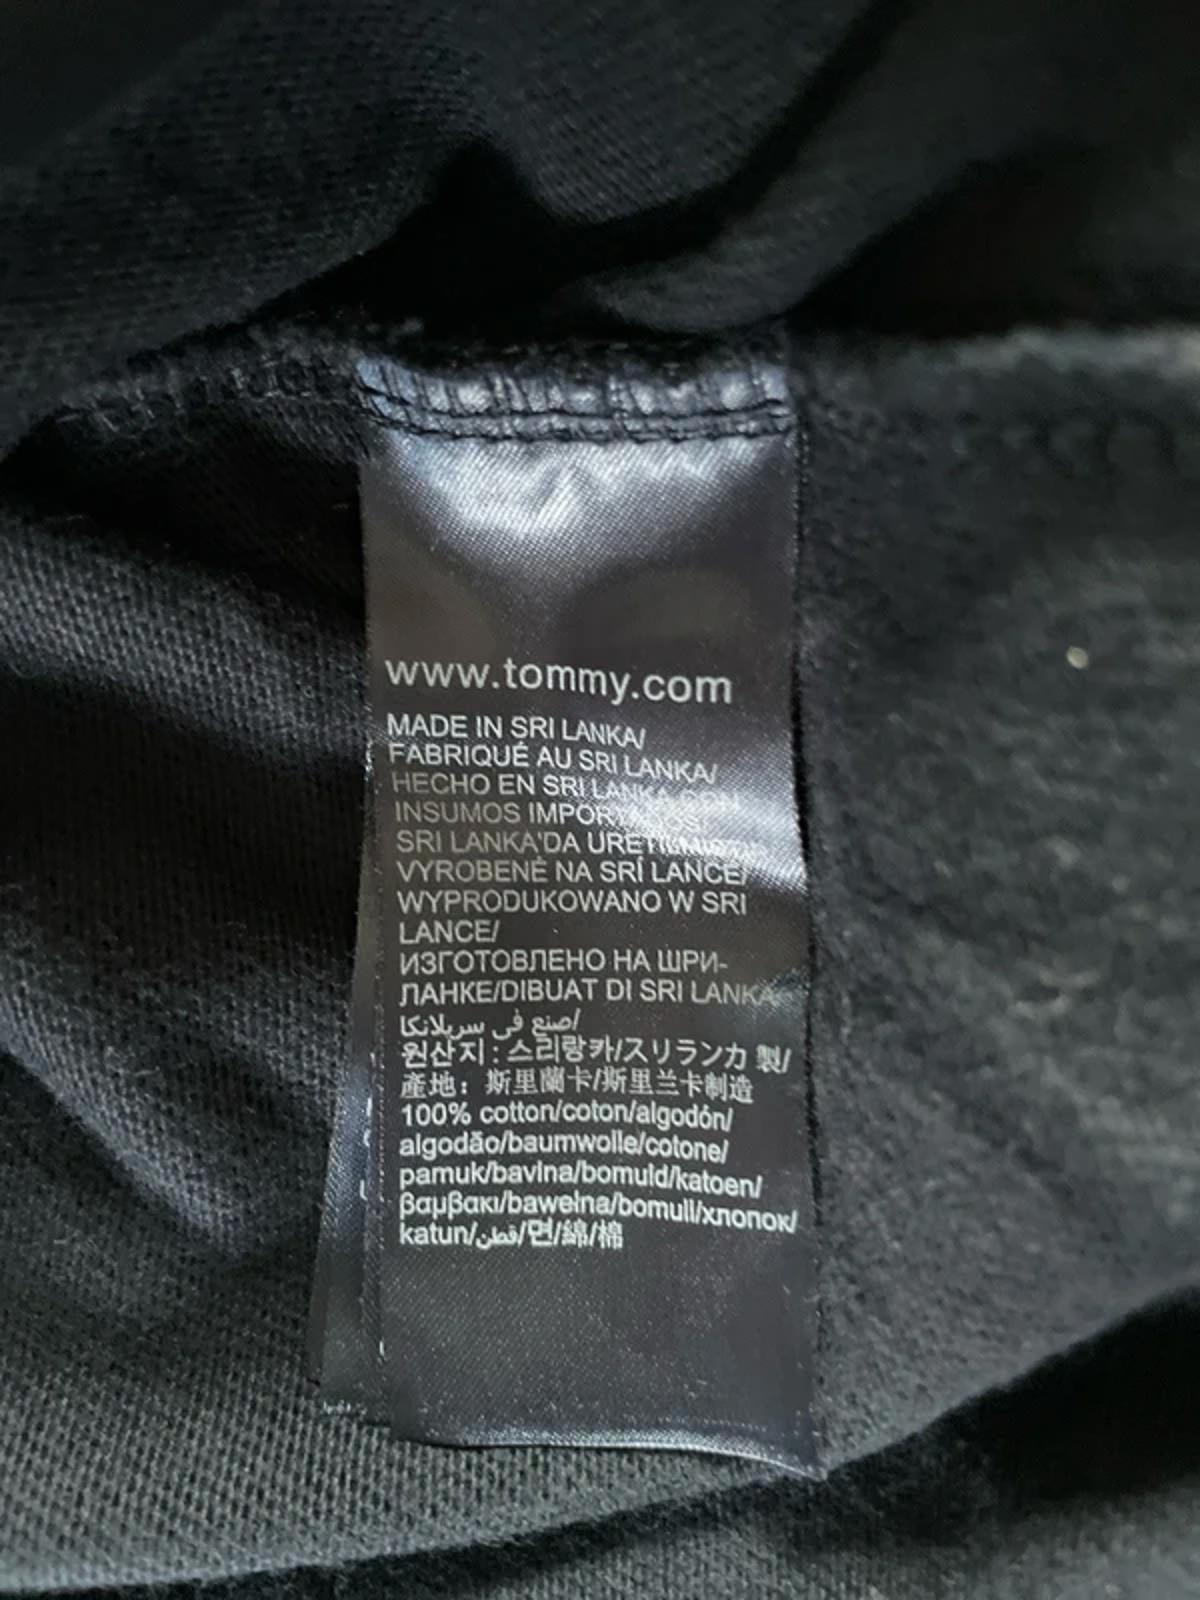 www.tommy.com
MADE IN SRI LANKA/
FABRIQUÉ AU SRI LANKA/
HECHO EN SRI LANKA CON
INSUMOS IMPORTADOS/
SRI LANKA'DA
VYROBENÉ NA SRÍ LANCE/
WYPRODUKOWANO W SRI
LANCE/
ИЗГОТОВЛЕНО НА ШРИ-
ЛАНКЕ/DIBUAT DI SRI LANKA
صنع في سريلانكا/
원산지 : 스리랑카/スリランカ 製/
產地：斯里蘭卡/斯里兰卡制造
100% cotton/coton/algodón/
algodão/baumwolle/cotone/
pamuk/bavlna/bomuld/katoen/
βαμβακι/bawełna/bomull/хлопок/
katun/قطن/면/綿/棉